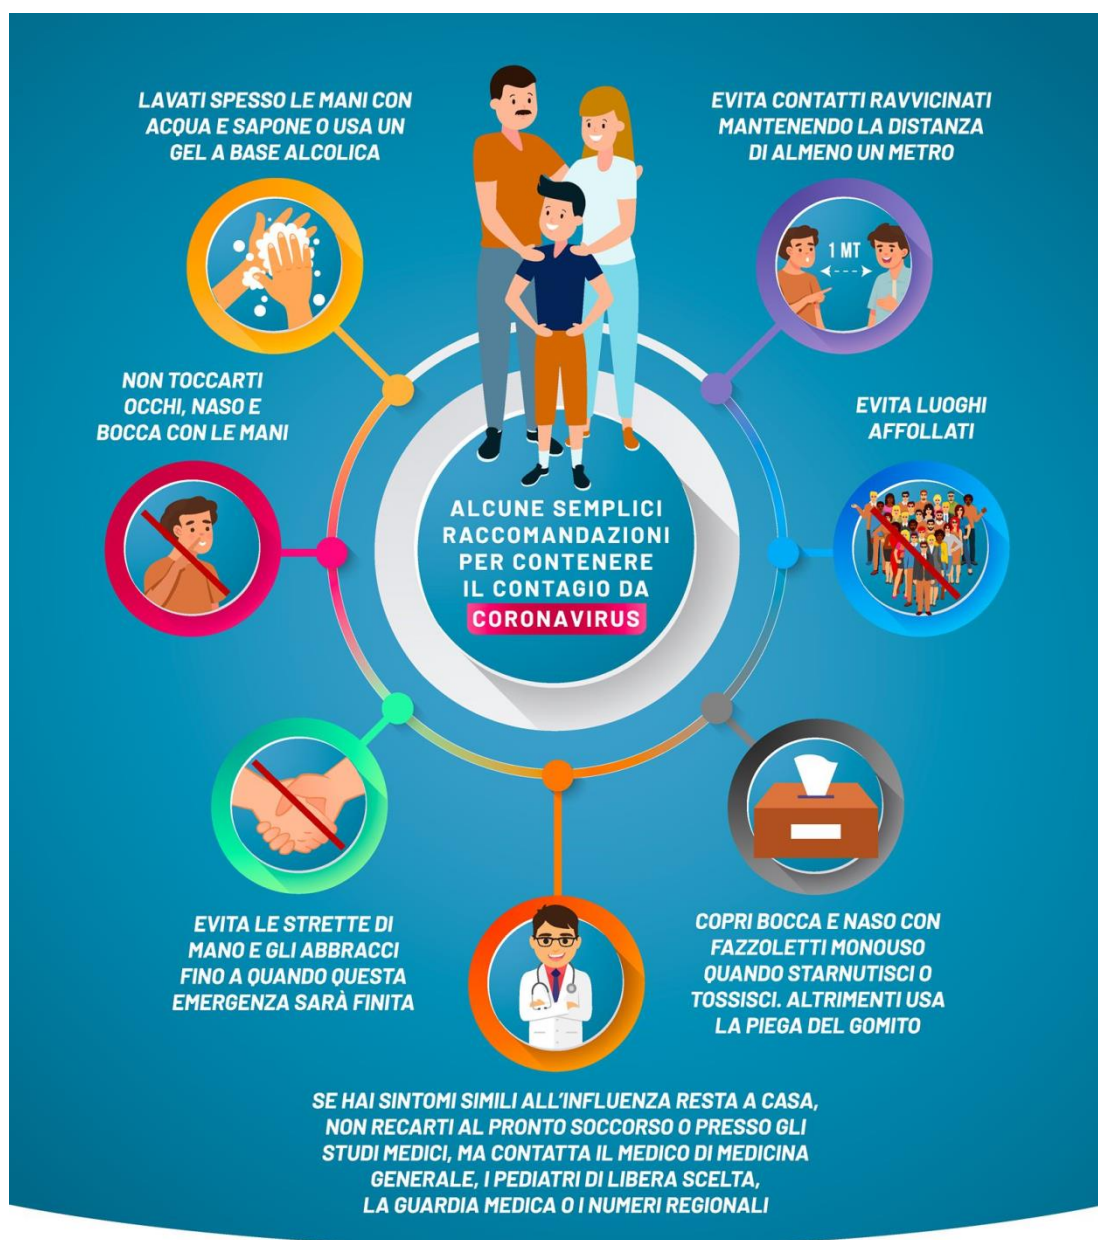 LAVATI SPESSO LE MANI CON
ACQUA E SAPONE O USA UN
GEL A BASE ALCOLICA
EVITA CONTATTI RAVVICINATI
MANTENENDO LA DISTANZA
DI ALMENO UN METRO
1 MT
NON TOCCARTI
OCCHI, NASO E
BOCCA CON LE MANI
EVITA LUOGHI
AFFOLLATI
ALCUNE SEMPLICI
RACCOMANDAZIONI
PER CONTENERE
IL CONTAGIO DA
CORONAVIRUS
EVITA LE STRETTE DI
MANO E GLI ABBRACCI
FINO A QUANDO QUESTA
EMERGENZA SARÀ FINITA
COPRI BOCCA E NASO CON
FAZZOLETTI MONOUSO
QUANDO STARNUTISCI O
TOSSISCI. ALTRIMENTI USA
LA PIEGA DEL GOMITO
SE HAI SINTOMI SIMILI ALL'INFLUENZA RESTA A CASA,
NON RECARTI AL PRONTO SOCCORSO O PRESSO GLI
STUDI MEDICI, MA CONTATTA IL MEDICO DI MEDICINA
GENERALE, I PEDIATRI DI LIBERA SCELTA,
LA GUARDIA MEDICA O I NUMERI REGIONALI